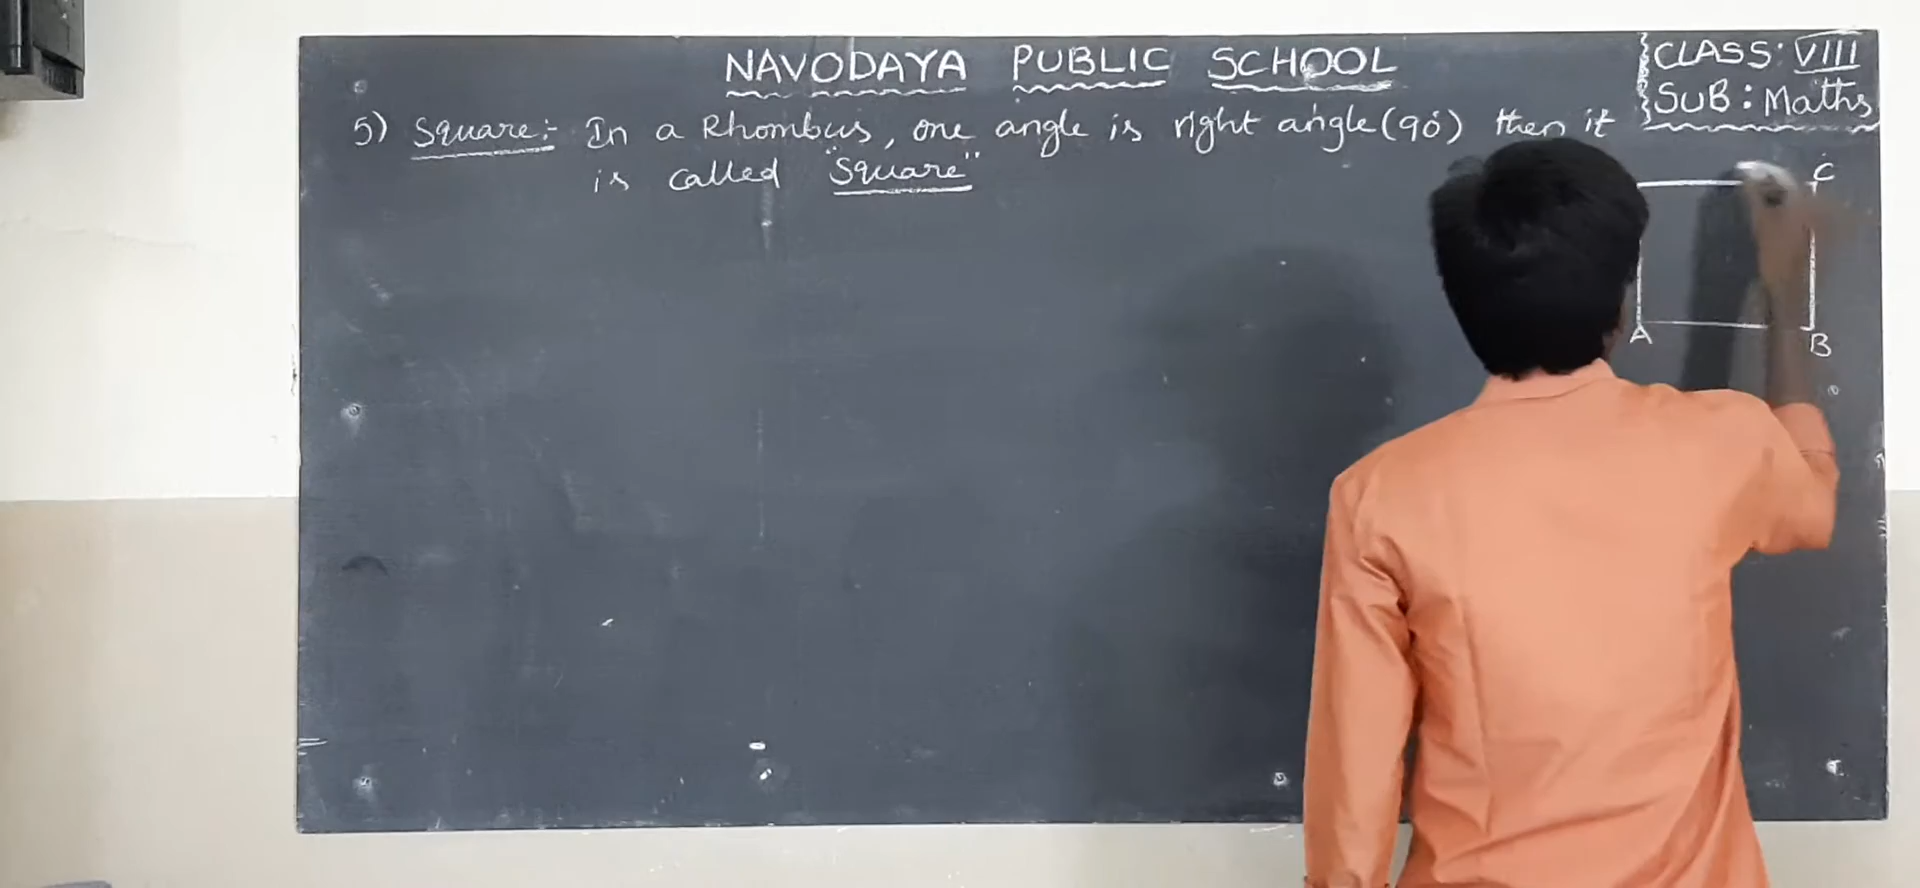 NAVODAYA PUBLIC SCHOOL
CLASS: VIII
SUB: Maths
5) Square:- In a Rhombus, one angle is right angle (90°) then it
is called "Square"
C
A
B